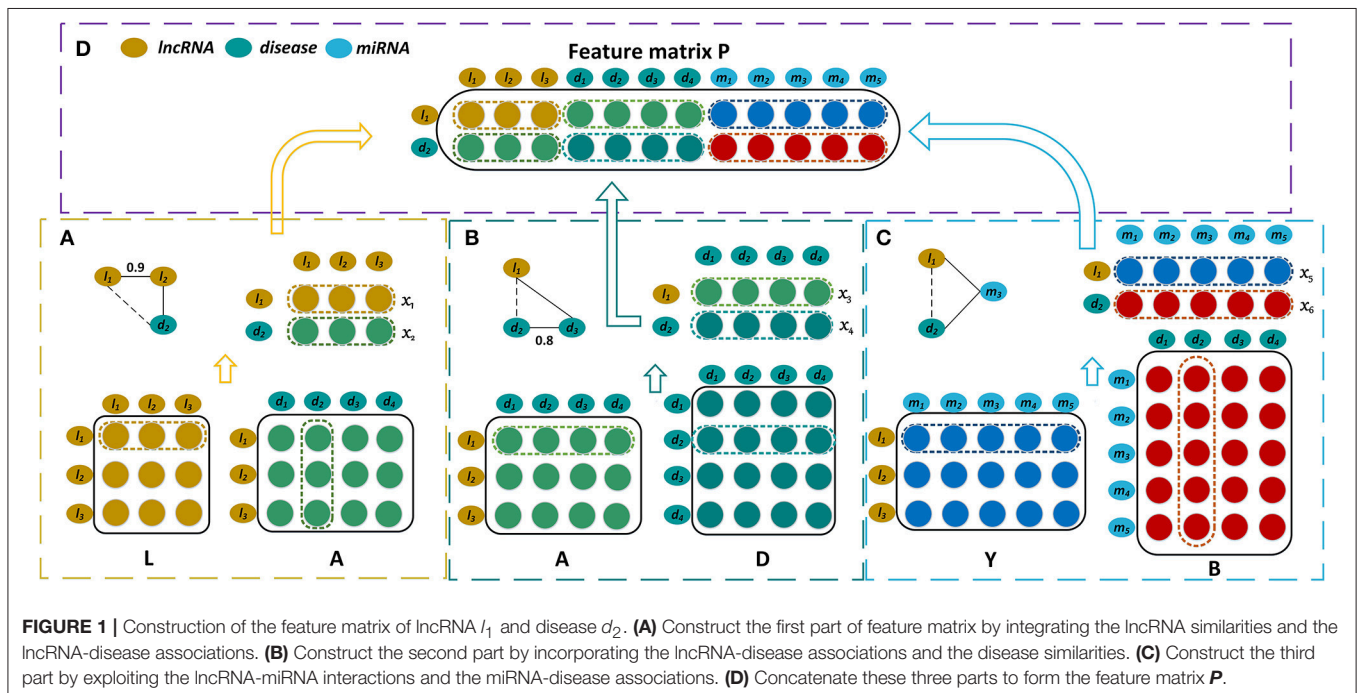 D lncRNA disease miRNA
Feature matrix P
l1 l2 l3 d1 d2 d3 d4 m1 m2 m3 m4 m5
l1
d2
A
l1 0.9 l2
d2
l1 l2 l3
l1 x1
d2 x2
l1 l2 l3
l1
l2
l3
L
d1 d2 d3 d4
l1
l2
l3
A
B
l1
d2 d3
0.8
d1 d2 d3 d4
l1 x3
d2 x4
d1 d2 d3 d4
l1
l2
l3
A
d1 d2 d3 d4
d1
d2
d3
d4
D
C
l1
m3
d2
m1 m2 m3 m4 m5
l1 x5
d2 x6
m1 m2 m3 m4 m5
l1
l2
l3
Y
d1 d2 d3 d4
m1
m2
m3
m4
m5
B
FIGURE 1 | Construction of the feature matrix of lncRNA l1 and disease d2. (A) Construct the first part of feature matrix by integrating the lncRNA similarities and the
lncRNA-disease associations. (B) Construct the second part by incorporating the lncRNA-disease associations and the disease similarities. (C) Construct the third
part by exploiting the lncRNA-miRNA interactions and the miRNA-disease associations. (D) Concatenate these three parts to form the feature matrix P.